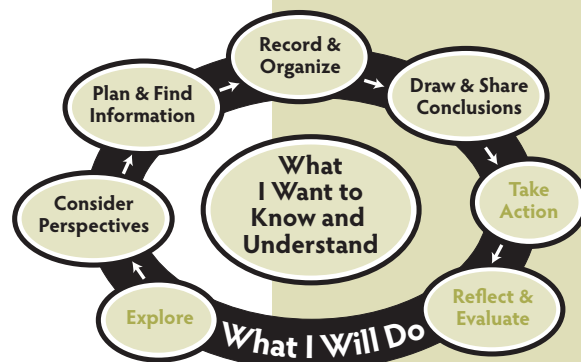 Record &
Organize
Plan & Find
Information
Draw & Share
Conclusions
What
I Want to
Know and
Understand
Consider
Perspectives
Take
Action
Explore
Reflect &
Evaluate
What I Will Do